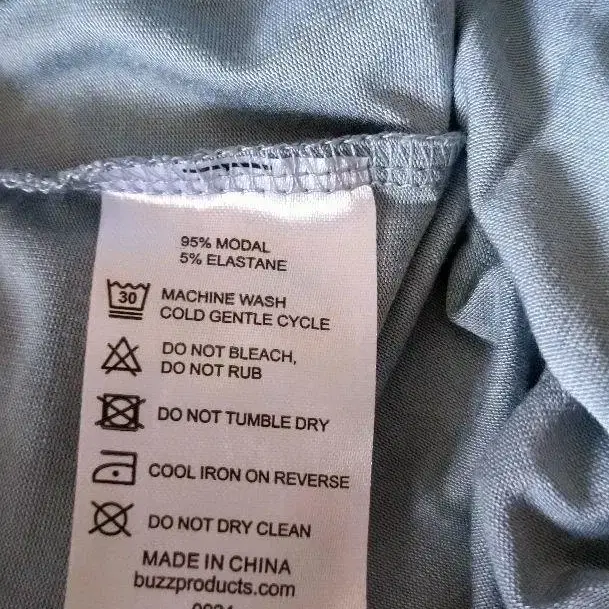 95% MODAL
5% ELASTANE
30
MACHINE WASH
COLD GENTLE CYCLE
DO NOT BLEACH,
DO NOT RUB
DO NOT TUMBLE DRY
COOL IRON ON REVERSE
DO NOT DRY CLEAN
MADE IN CHINA
buzzproducts.com